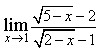 lim x→1 (√(5−x) − 2)/(√(2−x) − 1)